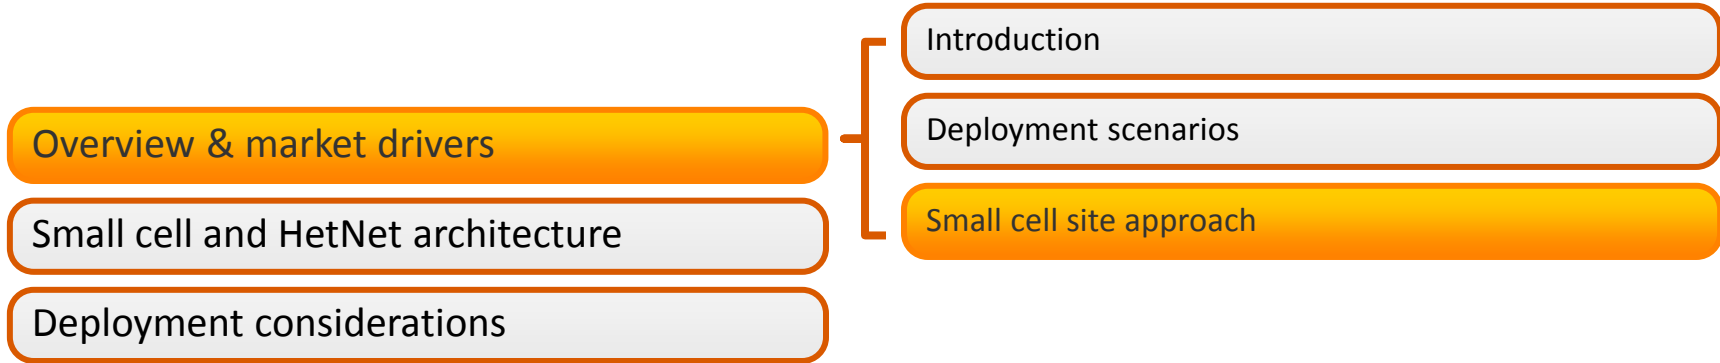 Overview & market drivers
Small cell and HetNet architecture
Deployment considerations
Introduction
Deployment scenarios
Small cell site approach